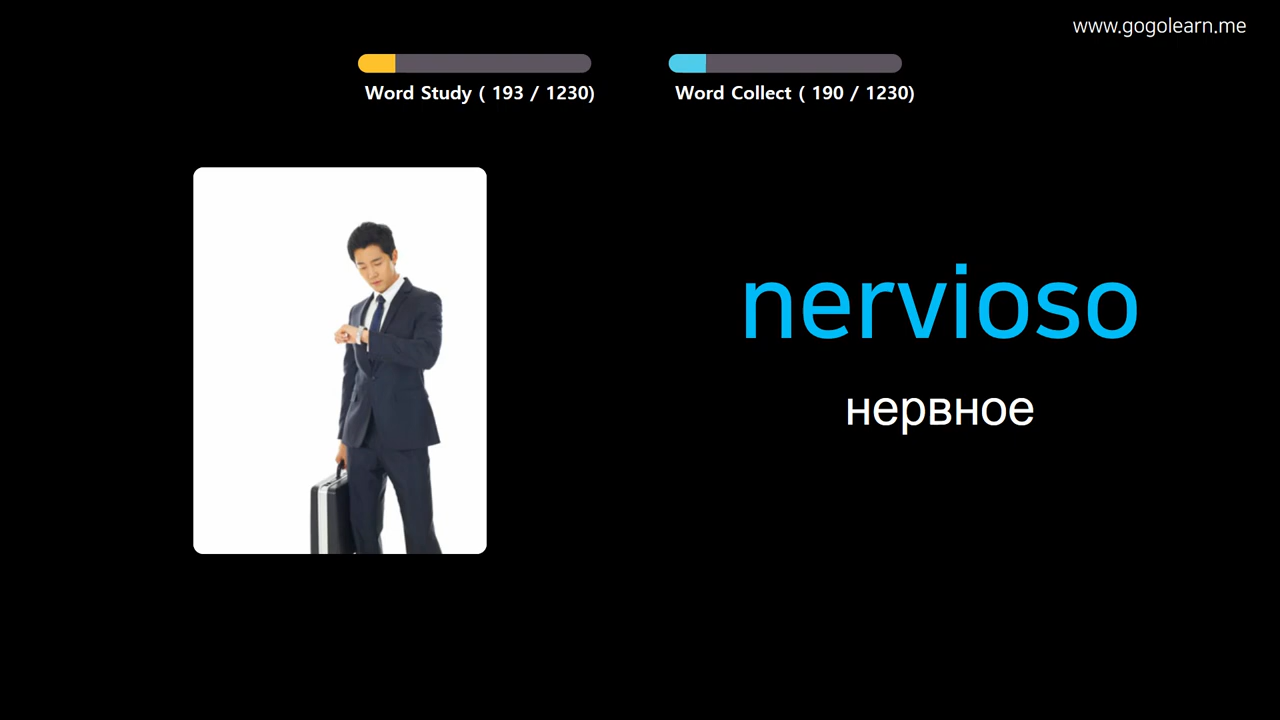 www.gogolearn.me
Word Study ( 193 / 1230)
Word Collect ( 190 / 1230)
nervioso
нервное